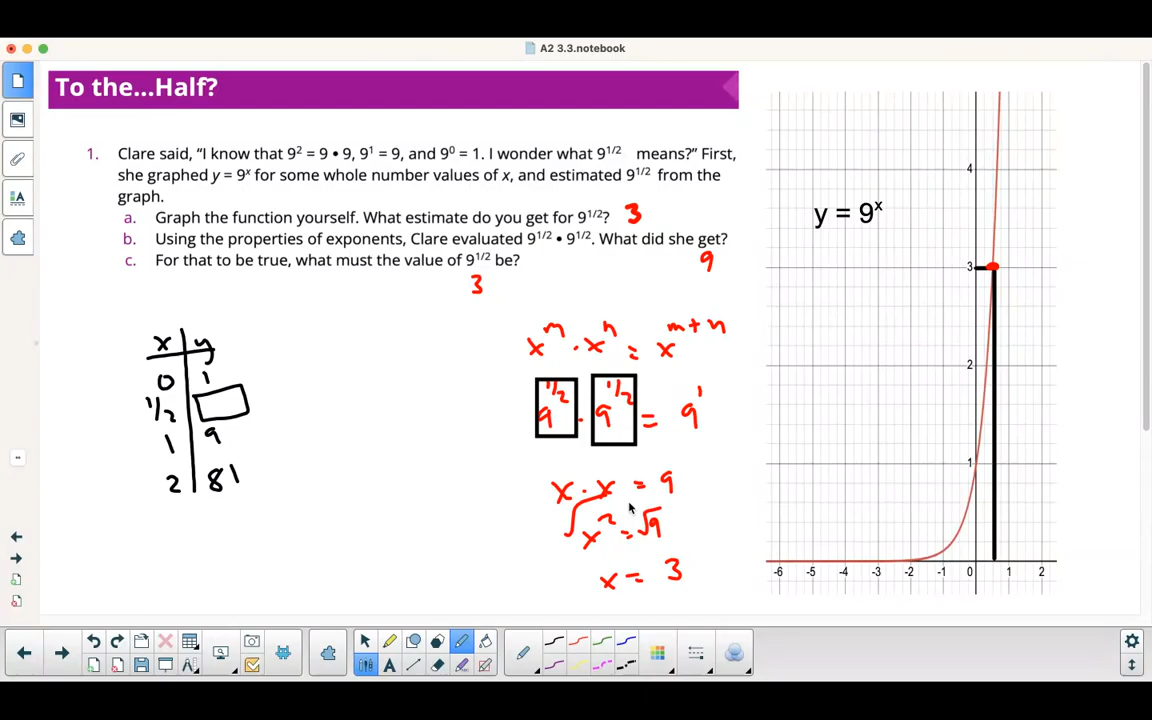 A2 3.3.notebook
To the...Half?
1. Clare said, “I know that 9² = 9 • 9, 9¹ = 9, and 9⁰ = 1. I wonder what 9^1/2 means?” First,
she graphed y = 9ˣ for some whole number values of x, and estimated 9^1/2 from the
graph.
a. Graph the function yourself. What estimate do you get for 9^1/2? 3
b. Using the properties of exponents, Clare evaluated 9^1/2 • 9^1/2. What did she get?
9
c. For that to be true, what must the value of 9^1/2 be?
3
x y
0 1
1/2
1 9
2 81
x^m · x^n = x^(m+n)
9^1/2 · 9^1/2 = 9¹
x · x = 9
√x² = √9
x = 3
y = 9ˣ
4
3
2
1
-6 -5 -4 -3 -2 -1 0 1 2
A